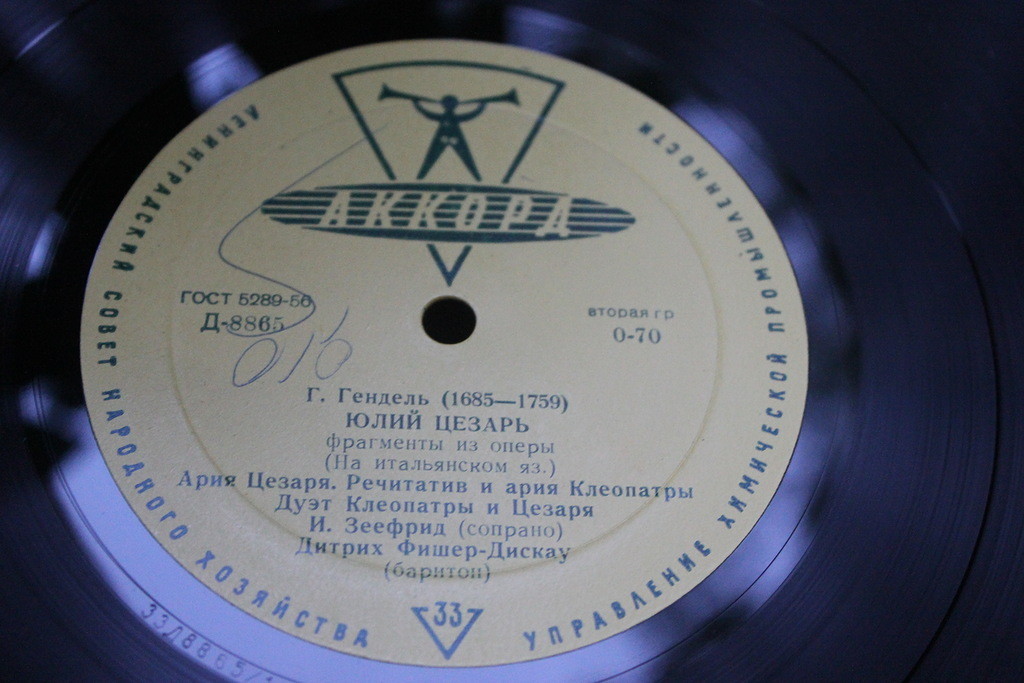 ЛЕНИНГРАДСКИЙ СОВЕТ НАРОДНОГО ХОЗЯЙСТВА
УПРАВЛЕНИЕ ХИМИЧЕСКОЙ ПРОМЫШЛЕННОСТИ
АККОРД
ГОСТ 5289-56
Д-8865
вторая гр
0-70
016
Г. Гендель (1685—1759)
ЮЛИЙ ЦЕЗАРЬ
фрагменты из оперы
(На итальянском яз.)
Ария Цезаря. Речитатив и ария Клеопатры
Дуэт Клеопатры и Цезаря
И. Зеефрид (сопрано)
Дитрих Фишер-Дискау
(баритон)
33